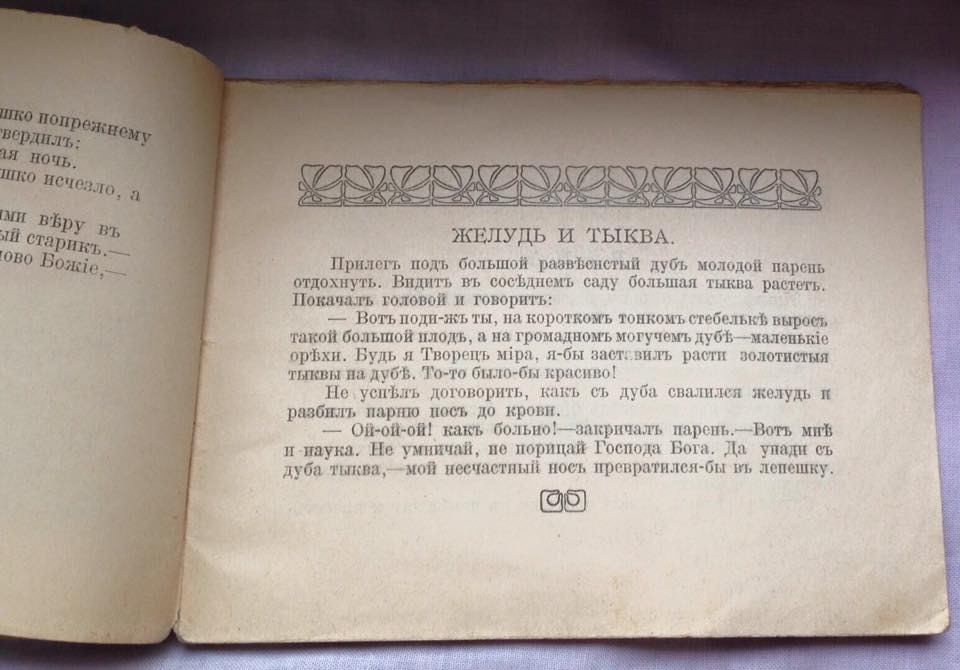 шко попрежнему
твердилъ:
ая ночь.
шко исчезло, а
ими вѣру въ
ый старикъ.—
ово Божіе,—
ЖЕЛУДЬ И ТЫКВА.
Прилегъ подъ большой развѣсистый дубъ молодой парень
отдохнуть. Видитъ въ сосѣднемъ саду большая тыква растетъ.
Покачалъ головой и говоритъ:
— Вотъ поди-жъ ты, на короткомъ тонкомъ стебелькѣ выросъ
такой большой плодъ, а на громадномъ могучемъ дубѣ—маленькіе
орѣхи. Будь я Творецъ міра, я-бы заставилъ расти золотистыя
тыквы на дубѣ. То-то было-бы красиво!
Не успѣлъ договорить, какъ съ дуба свалился желудь и
разбилъ парню носъ до крови.
— Ой-ой-ой! какъ больно!—закричалъ парень.—Вотъ мнѣ
и наука. Не умничай, не порицай Господа Бога. Да упади съ
дуба тыква,—мой несчастный носъ превратился-бы въ лепешку.